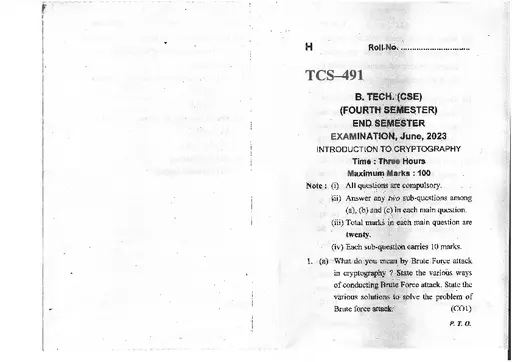 H Roll No. ..............................
TCS–491
B. TECH. (CSE)
(FOURTH SEMESTER)
END SEMESTER
EXAMINATION, June, 2023
INTRODUCTION TO CRYPTOGRAPHY
Time : Three Hours
Maximum Marks : 100
Note : (i) All questions are compulsory.
(ii) Answer any two sub-questions among
(a), (b) and (c) in each main question.
(iii) Total marks in each main question are
twenty.
(iv) Each sub-question carries 10 marks.
1. (a) What do you mean by Brute Force attack
in cryptography ? State the various ways
of conducting Brute Force attack. State the
various solutions to solve the problem of
Brute force attack. (CO1)
P. T. O.